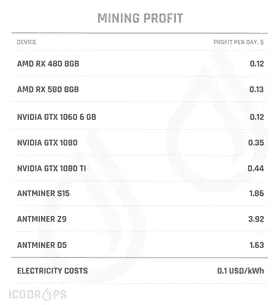 MINING PROFIT
DEVICE PROFIT PER DAY, $
AMD RX 480 8GB 0.12
AMD RX 580 8GB 0.13
NVIDIA GTX 1060 6 GB 0.12
NVIDIA GTX 1080 0.35
NVIDIA GTX 1080 TI 0.44
ANTMINER S15 1.86
ANTMINER Z9 3.92
ANTMINER D5 1.63
ELECTRICITY COSTS 0.1 USD/kWh
ICODROPS